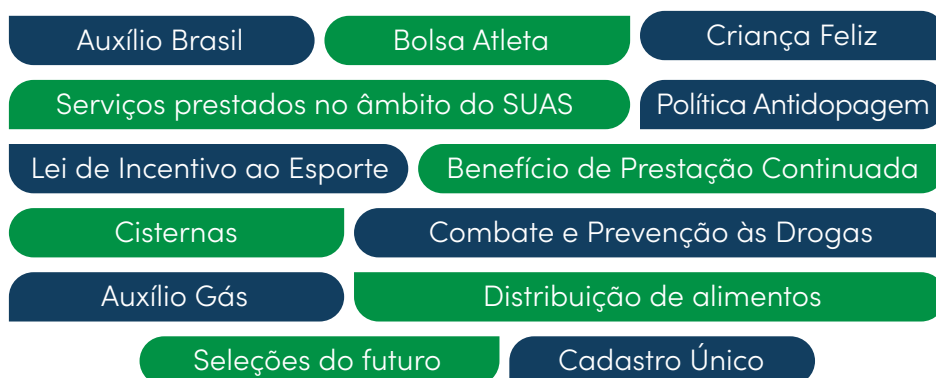 Auxílio Brasil
Bolsa Atleta
Criança Feliz
Serviços prestados no âmbito do SUAS
Política Antidopagem
Lei de Incentivo ao Esporte
Benefício de Prestação Continuada
Cisternas
Combate e Prevenção às Drogas
Auxílio Gás
Distribuição de alimentos
Seleções do futuro
Cadastro Único